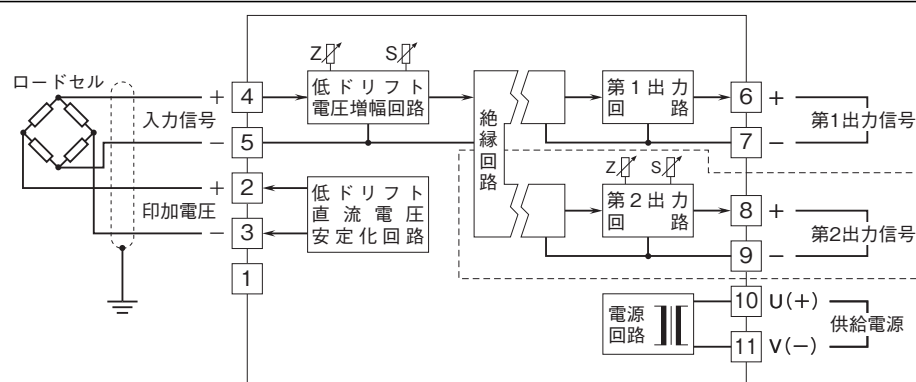 ロードセル
入力信号
印加電圧
+
−
+
−
4
5
2
3
1
Z
S
低ドリフト
電圧増幅回路
低ドリフト
直流電圧
安定化回路
絶縁回路
第1出力
回路
Z
S
第2出力
回路
電源
回路
6
+
7
−
第1出力信号
8
+
9
−
第2出力信号
10
U(+)
11
V(−)
供給電源